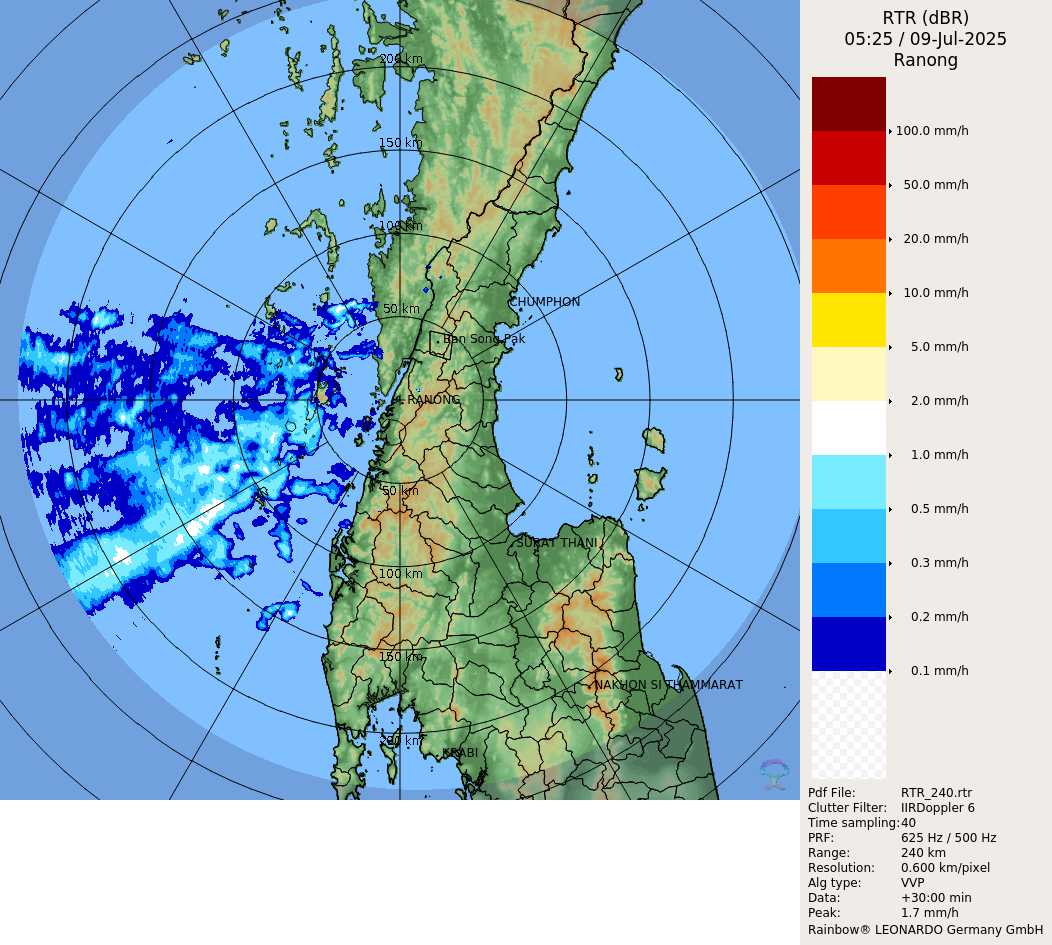 RTR (dBR)
05:25 / 09-Jul-2025
Ranong
200 km
150 km
100 km
50 km
CHUMPHON
Ban Song Pak
RANONG
50 km
SURAT THANI
100 km
150 km
NAKHON SI THAMMARAT
200 km
KRABI
100.0 mm/h
50.0 mm/h
20.0 mm/h
10.0 mm/h
5.0 mm/h
2.0 mm/h
1.0 mm/h
0.5 mm/h
0.3 mm/h
0.2 mm/h
0.1 mm/h
Pdf File: RTR_240.rtr
Clutter Filter: IIRDoppler 6
Time sampling:40
PRF: 625 Hz / 500 Hz
Range: 240 km
Resolution: 0.600 km/pixel
Alg type: VVP
Data: +30:00 min
Peak: 1.7 mm/h
Rainbow® LEONARDO Germany GmbH